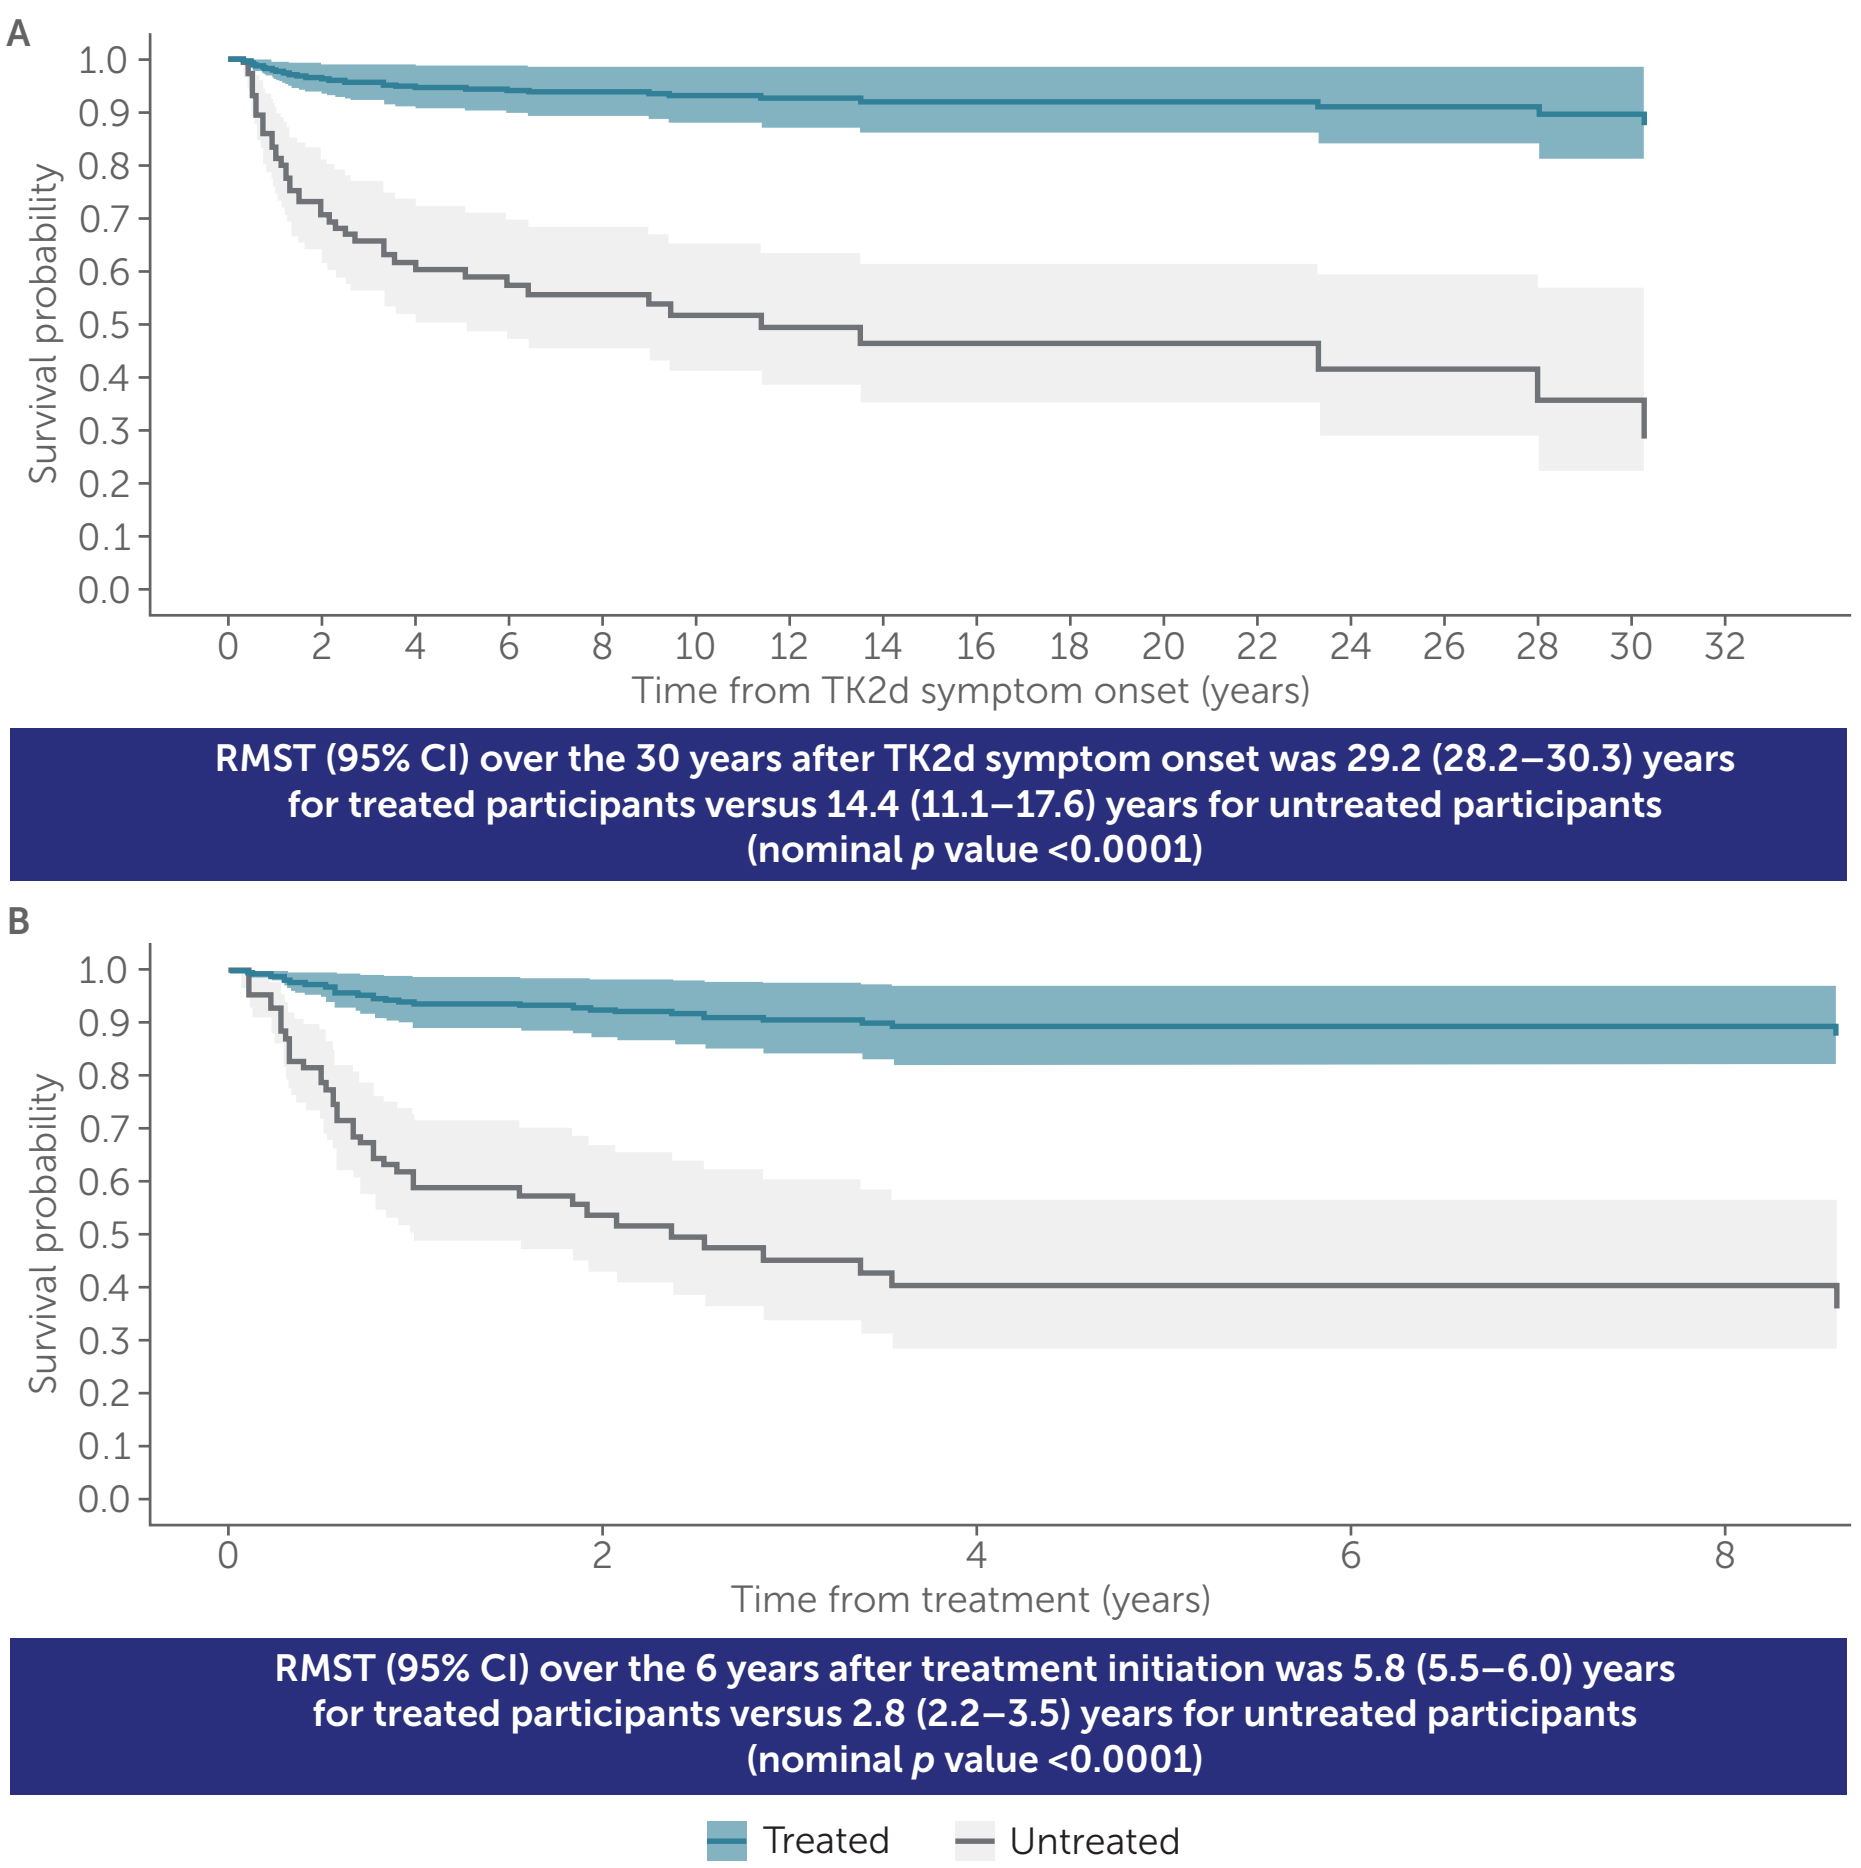 A
1.0
0.9
0.8
0.7
0.6
0.5
0.4
0.3
0.2
0.1
0.0
Survival probability
0 2 4 6 8 10 12 14 16 18 20 22 24 26 28 30 32
Time from TK2d symptom onset (years)
RMST (95% CI) over the 30 years after TK2d symptom onset was 29.2 (28.2–30.3) years
for treated participants versus 14.4 (11.1–17.6) years for untreated participants
(nominal p value <0.0001)
B
1.0
0.9
0.8
0.7
0.6
0.5
0.4
0.3
0.2
0.1
0.0
Survival probability
0 2 4 6 8
Time from treatment (years)
RMST (95% CI) over the 6 years after treatment initiation was 5.8 (5.5–6.0) years
for treated participants versus 2.8 (2.2–3.5) years for untreated participants
(nominal p value <0.0001)
Treated Untreated